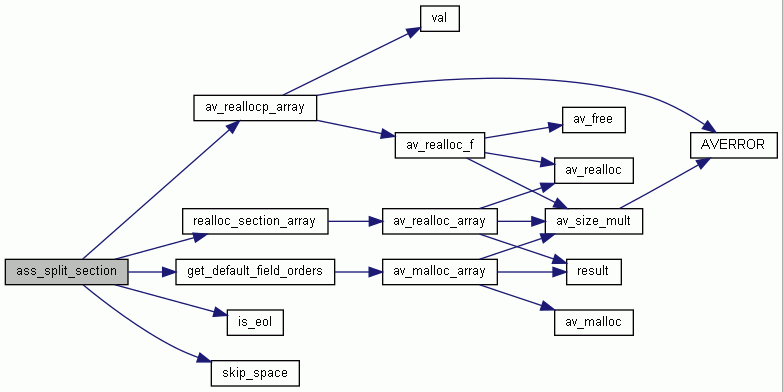 val
av_reallocp_array
av_free
AVERROR
av_realloc_f
av_realloc
realloc_section_array
av_realloc_array
av_size_mult
ass_split_section
get_default_field_orders
av_malloc_array
result
is_eol
av_malloc
skip_space